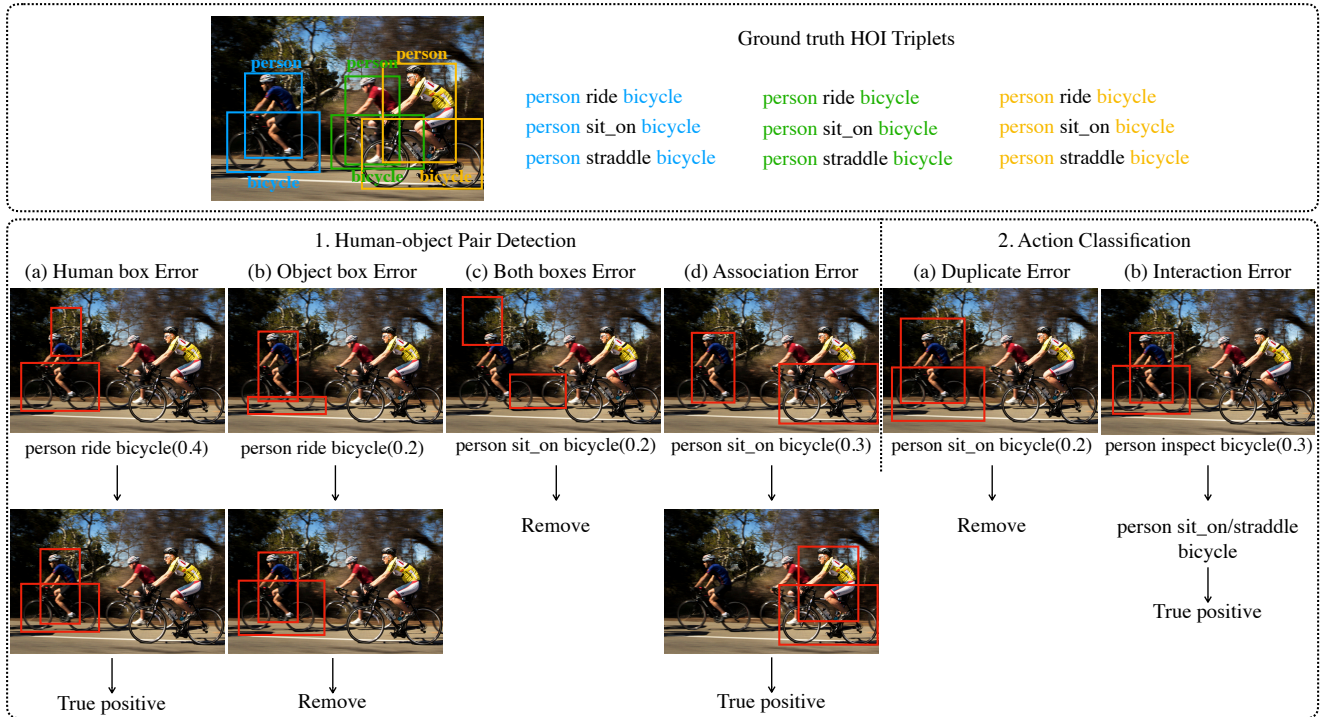 person
person
person
bicycle
bicycle
bicycle
Ground truth HOI Triplets
person ride bicycle
person ride bicycle
person ride bicycle
person sit_on bicycle
person sit_on bicycle
person sit_on bicycle
person straddle bicycle
person straddle bicycle
person straddle bicycle
1. Human-object Pair Detection
2. Action Classification
(a) Human box Error
(b) Object box Error
(c) Both boxes Error
(d) Association Error
(a) Duplicate Error
(b) Interaction Error
person ride bicycle(0.4)
person ride bicycle(0.2)
person sit_on bicycle(0.2)
person sit_on bicycle(0.3)
person sit_on bicycle(0.2)
person inspect bicycle(0.3)
Remove
Remove
person sit_on/straddle
bicycle
True positive
True positive
Remove
True positive